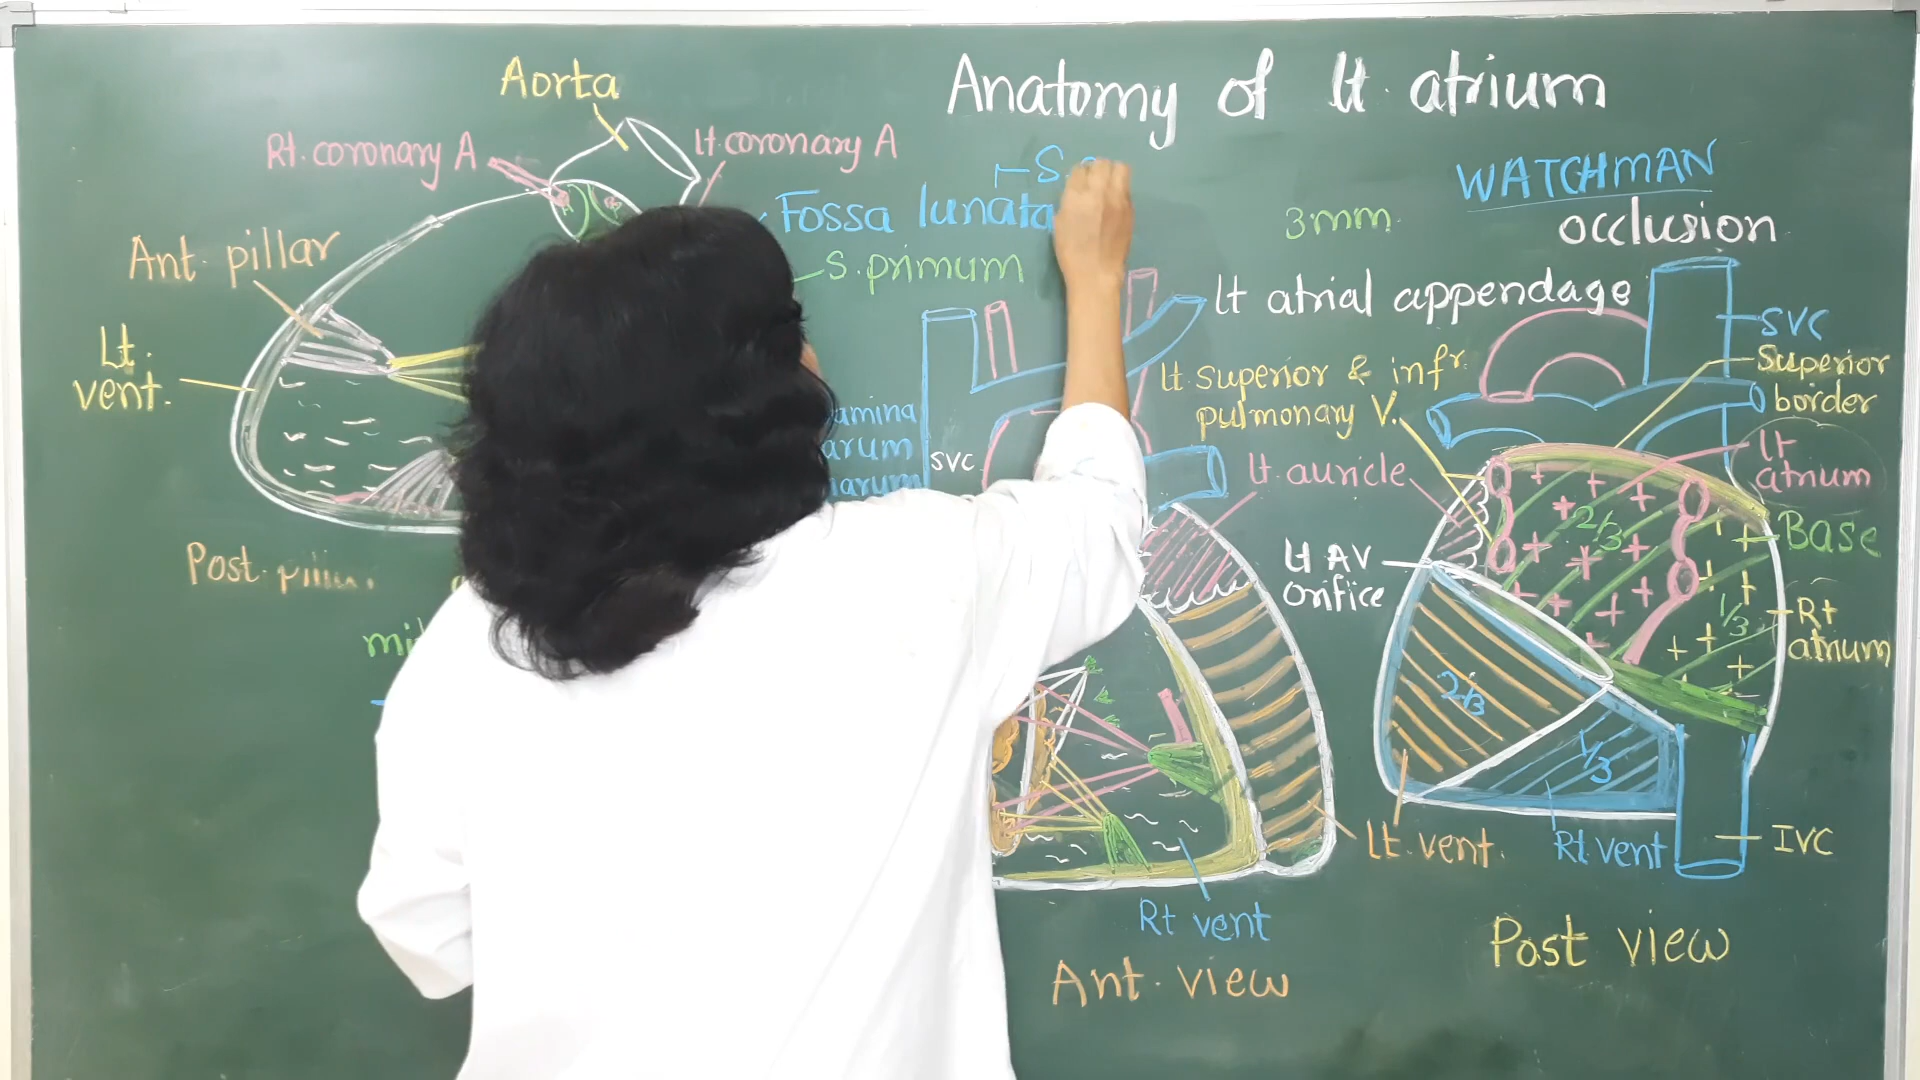 Anatomy of Lt. atrium
Aorta
Rt. coronary A
Lt. coronary A
S.
Fossa lunata
S. primum
Ant. pillar
Lt.
vent.
Post.
SVC
3mm.
WATCHMAN
occlusion
Lt atrial appendage
Lt. superior & infr
pulmonary V.
Lt. auricle
Lt AV
orifice
SVC
Superior
border
Lt
atrium
Base
Rt
atrium
2/3
1/3
2/3
1/3
Lt. vent.
Rt vent
IVC
Rt vent
Ant. view
Post view